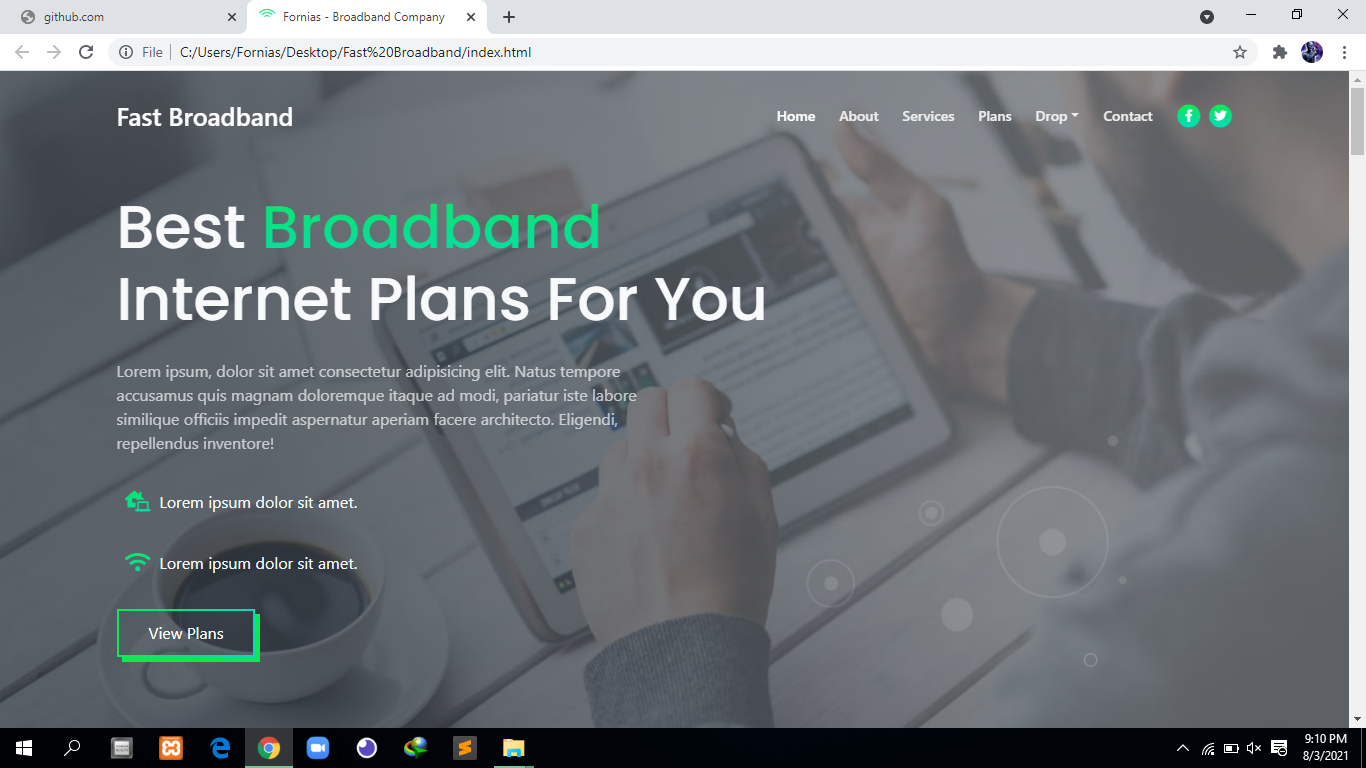 github.com
Fornias - Broadband Company
File
C:/Users/Fornias/Desktop/Fast%20Broadband/index.html
Fast Broadband
Home About Services Plans Drop Contact
Best Broadband
Internet Plans For You
Lorem ipsum, dolor sit amet consectetur adipisicing elit. Natus tempore
accusamus quis magnam doloremque itaque ad modi, pariatur iste labore
similique officiis impedit aspernatur aperiam facere architecto. Eligendi,
repellendus inventore!
Lorem ipsum dolor sit amet.
Lorem ipsum dolor sit amet.
View Plans
9:10 PM
8/3/2021